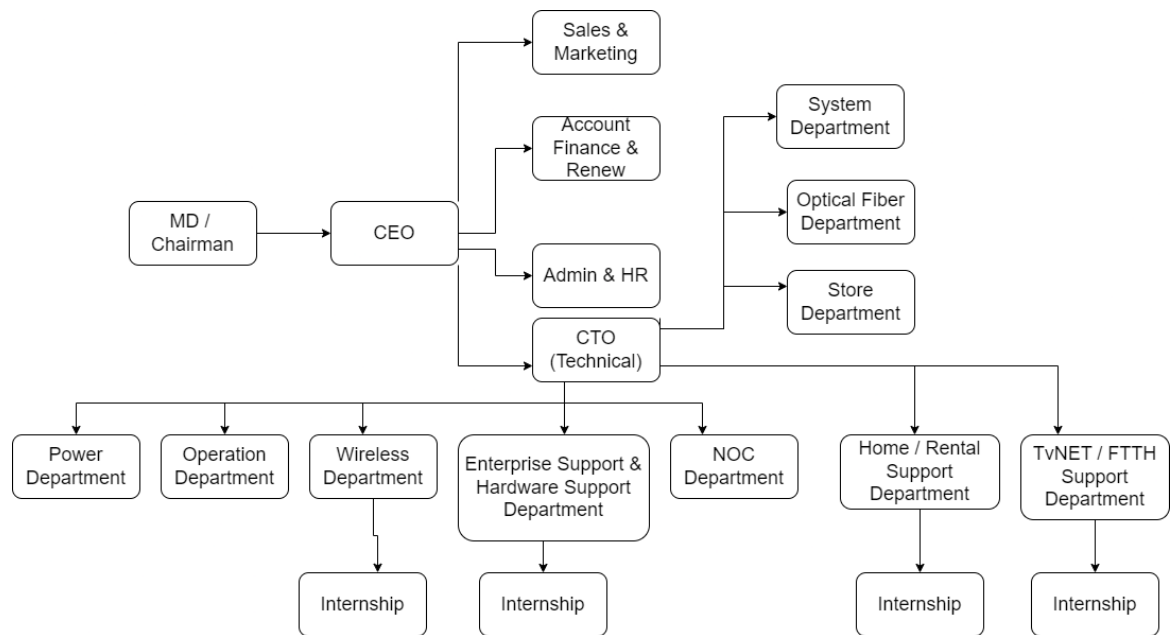 Sales &
Marketing
System
Department
Account
Finance &
Renew
MD /
Chairman
CEO
Optical Fiber
Department
Admin & HR
Store
Department
CTO
(Technical)
Power
Department
Operation
Department
Wireless
Department
Enterprise Support &
Hardware Support
Department
NOC
Department
Home / Rental
Support
Department
TvNET / FTTH
Support
Department
Internship
Internship
Internship
Internship